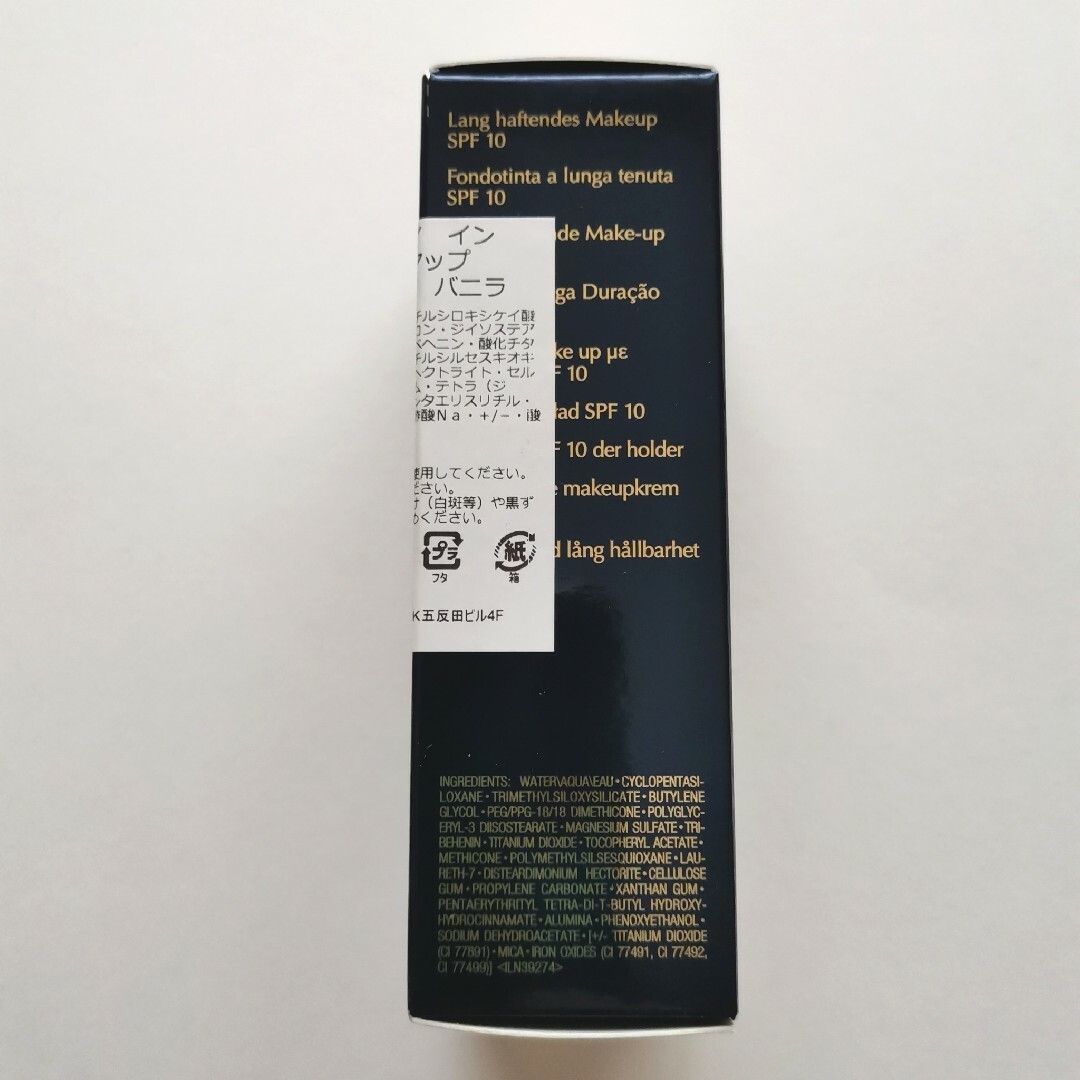 Lang haftendes Makeup
SPF 10
Fondotinta a lunga tenuta
SPF 10
de Make-up
ga Duração
ke up με
F 10
dad SPF 10
F 10 der holder
e makeupkrem
d lång hållbarhet
イン
アップ
バニラ
チルシロキシケイ酸
コン・ジイソステア
ベヘニン・酸化チタ
チルシルセスキオキ
ヘクトライト・セル
ム・テトラ（ジ
ンタエリスリチル・
酢酸Ｎａ・+/−・酸
使用してください。
ださい。
け（白斑等）や黒ず
めください。
プラ
フタ
紙
箱
K五反田ビル4F
INGREDIENTS: WATER\AQUA\EAU • CYCLOPENTASI-
LOXANE • TRIMETHYLSILOXYSILICATE • BUTYLENE
GLYCOL • PEG/PPG-18/18 DIMETHICONE • POLYGLYC-
ERYL-3 DIISOSTEARATE • MAGNESIUM SULFATE • TRI-
BEHENIN • TITANIUM DIOXIDE • TOCOPHERYL ACETATE •
METHICONE • POLYMETHYLSILSESQUIOXANE • LAU-
RETH-7 • DISTEARDIMONIUM HECTORITE • CELLULOSE
GUM • PROPYLENE CARBONATE • XANTHAN GUM •
PENTAERYTHRITYL TETRA-DI-T-BUTYL HYDROXY-
HYDROCINNAMATE • ALUMINA • PHENOXYETHANOL •
SODIUM DEHYDROACETATE • [+/- TITANIUM DIOXIDE
(CI 77891) • MICA • IRON OXIDES (CI 77491, CI 77492,
CI 77499)] <ILN39274>